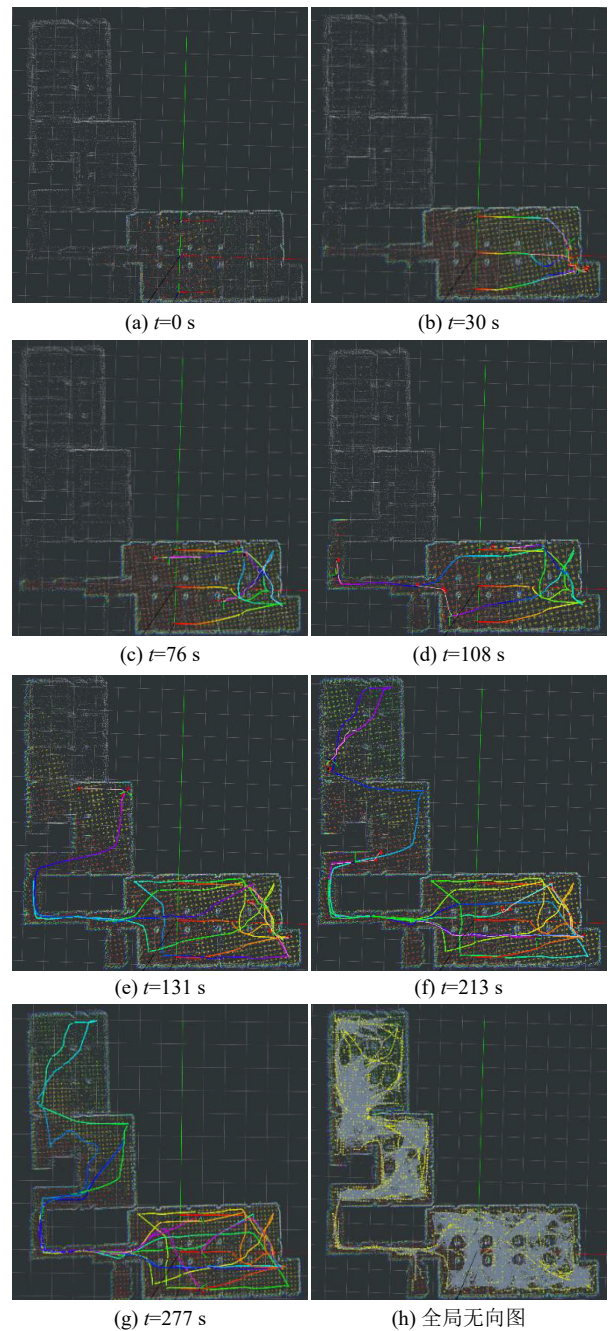 (a) t=0 s
(b) t=30 s
(c) t=76 s
(d) t=108 s
(e) t=131 s
(f) t=213 s
(g) t=277 s
(h) 全局无向图